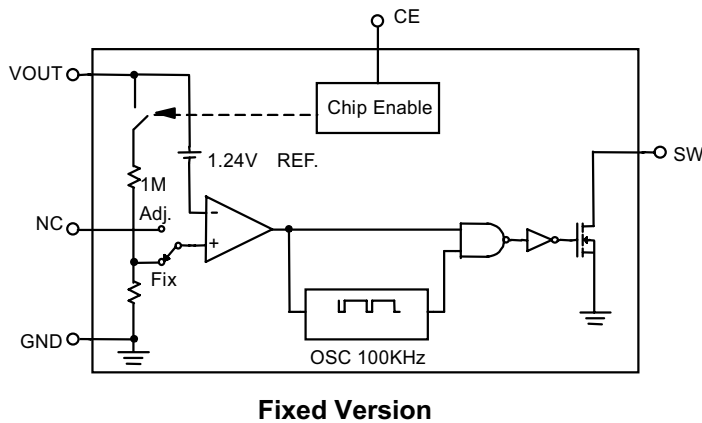 CE
VOUT
Chip Enable
1.24V REF.
SW
1M
Adj.
NC
-
+
Fix
GND
OSC 100KHz
Fixed Version